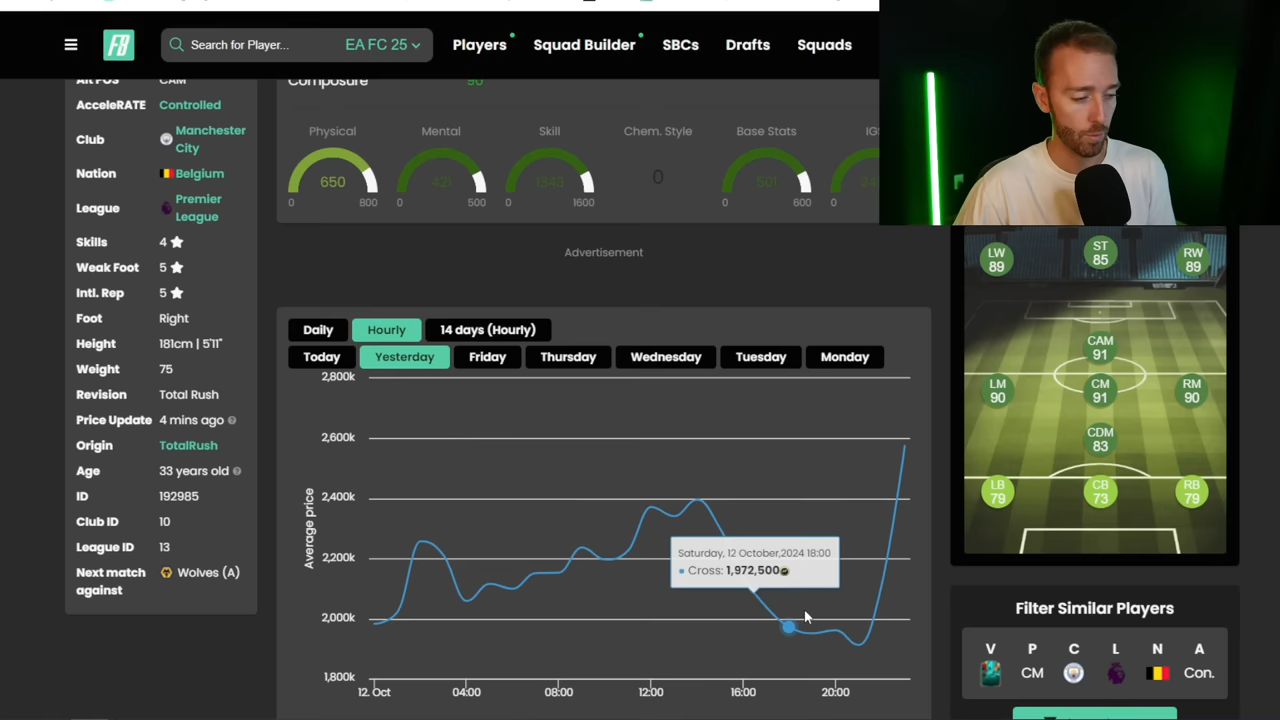 F8
Search for Player...
EA FC 25
Players
Squad Builder
SBCs
Drafts
Squads
Alt POS CAM
AcceleRATE Controlled
Club Manchester
City
Nation Belgium
League Premier
League
Skills 4
Weak Foot 5
Intl. Rep 5
Foot Right
Height 181cm | 5'11"
Weight 75
Revision Total Rush
Price Update 4 mins ago
Origin TotalRush
Age 33 years old
ID 192985
Club ID 10
League ID 13
Next match Wolves (A)
against
Composure 90
Physical Mental Skill Chem. Style Base Stats
650 421 1343 0 501
0 800 0 500 0 1600 0 600 0
Advertisement
Daily Hourly 14 days (Hourly)
Today Yesterday Friday Thursday Wednesday Tuesday Monday
2,800k
2,600k
2,400k
2,200k
2,000k
1,800k
Average price
Saturday, 12 October,2024 18:00
Cross: 1,972,500
12. Oct 04:00 08:00 12:00 16:00 20:00
LW ST RW
89 85 89
CAM
91
LM CM RM
90 91 90
CDM
83
LB CB RB
79 73 79
Filter Similar Players
V P C L N A
CM Con.